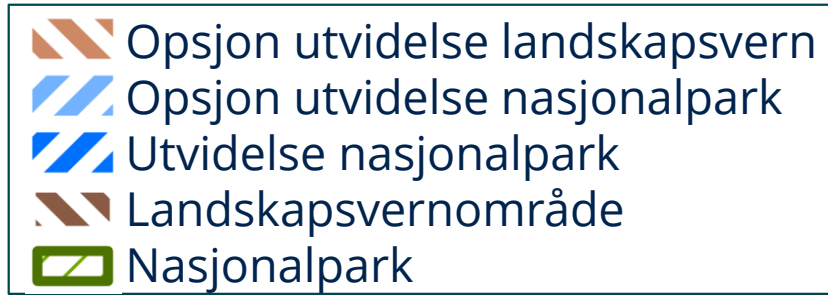 Opsjon utvidelse landskapsvern
Opsjon utvidelse nasjonalpark
Utvidelse nasjonalpark
Landskapsvernområde
Nasjonalpark